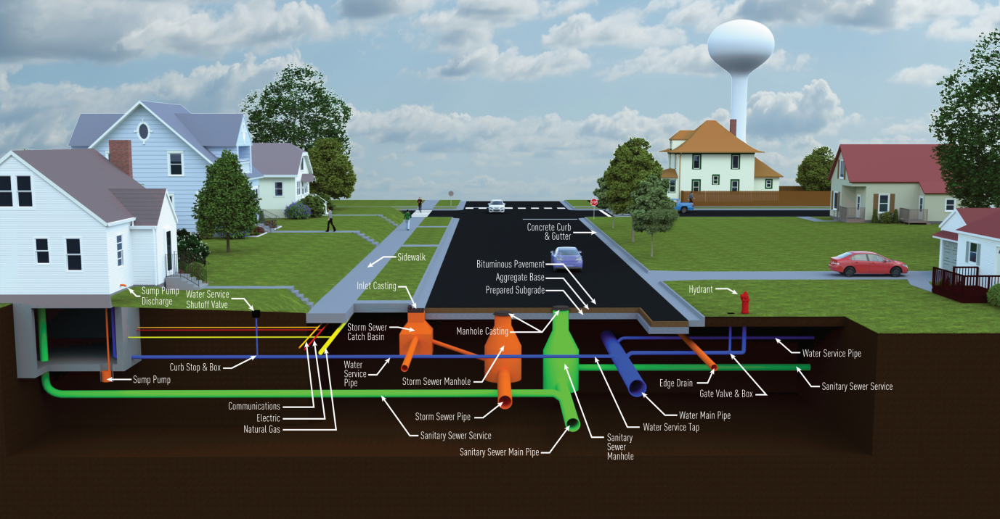 Concrete Curb
& Gutter
Sidewalk
Bituminous Pavement
Aggregate Base
Prepared Subgrade
Inlet Casting
Hydrant
Sump Pump
Discharge
Water Service
Shutoff Valve
Storm Sewer
Catch Basin
Manhole Casting
Water Service Pipe
Curb Stop & Box
Water
Service
Pipe
Sump Pump
Storm Sewer Manhole
Edge Drain
Gate Valve & Box
Sanitary Sewer Service
Communications
Electric
Natural Gas
Storm Sewer Pipe
Water Main Pipe
Water Service Tap
Sanitary Sewer Service
Sanitary Sewer Main Pipe
Sanitary
Sewer
Manhole